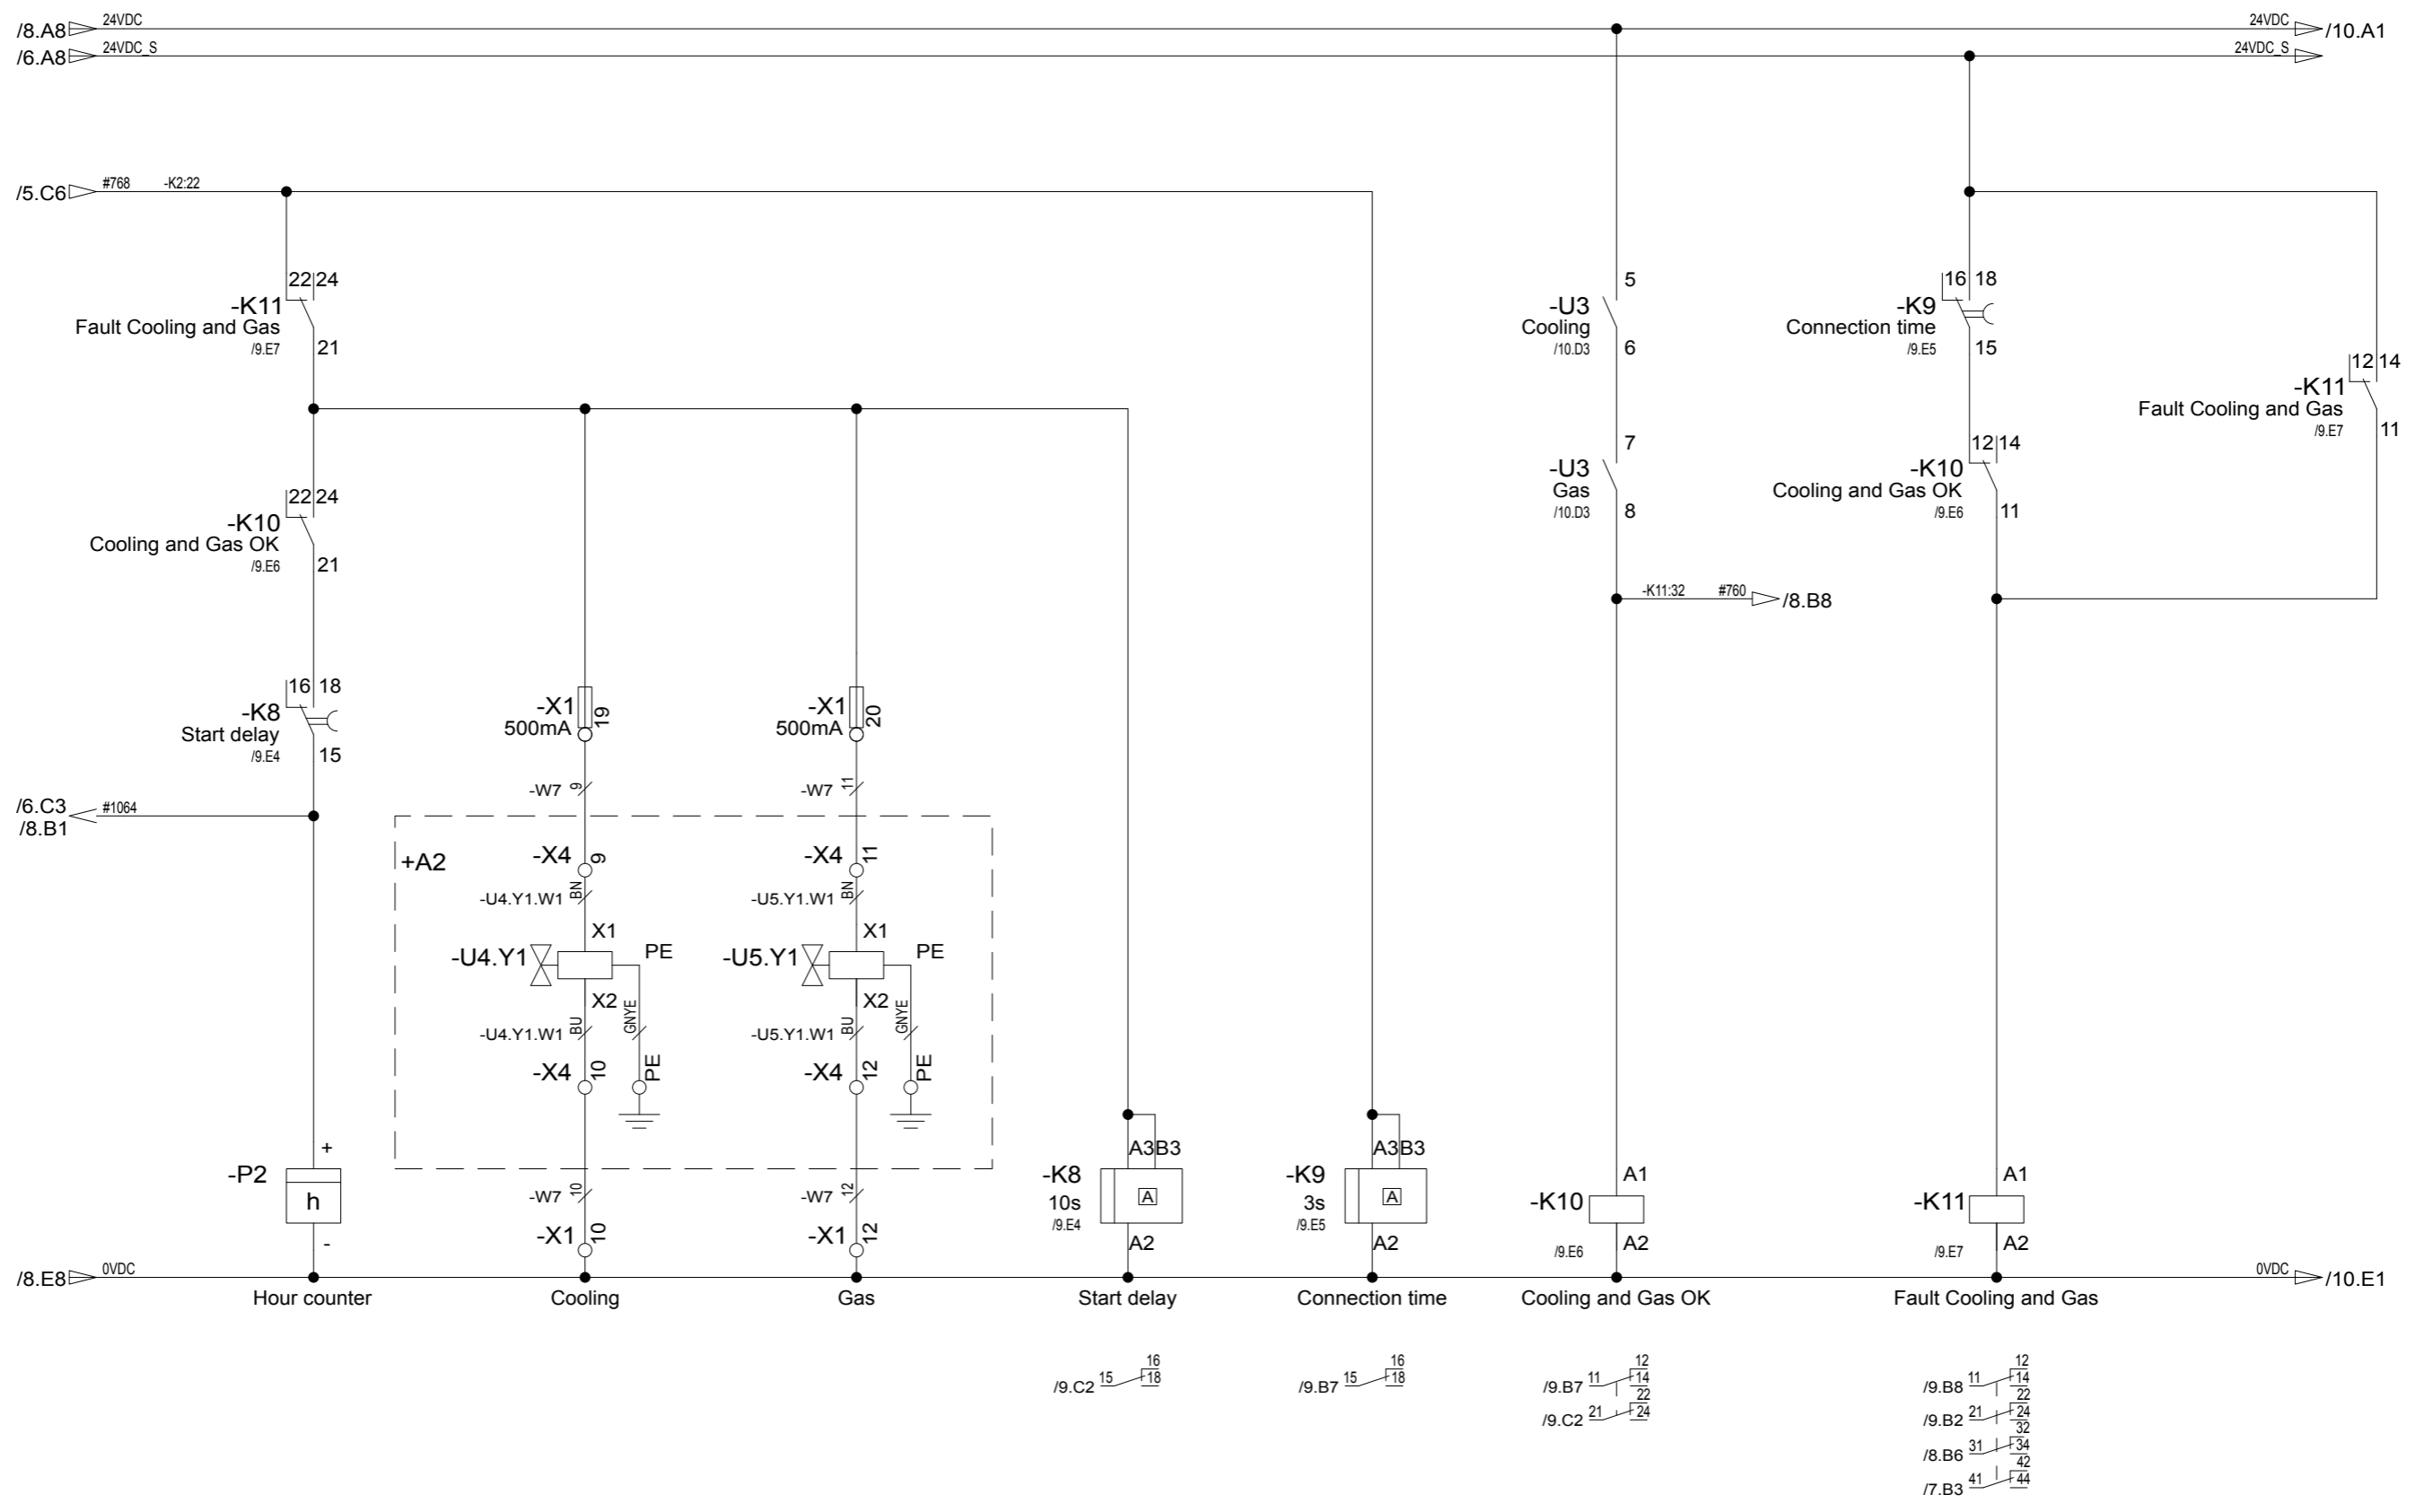 /8.A8 24VDC 24VDC /10.A1
/6.A8 24VDC_S 24VDC_S
/5.C6 #768 -K2:22
22 24
-K11
Fault Cooling and Gas
/9.E7
21
22 24
-K10
Cooling and Gas OK
/9.E6
21
16 18
-K8
Start delay
/9.E4
15
/6.C3 #1064
/8.B1
+
-P2
h
-
-X1 19
500mA
-W7 9
+A2
-X4 9
-U4.Y1.W1 BN
X1
-U4.Y1 PE
X2
-U4.Y1.W1 BU GNYE
-X4 10 PE
-W7 10
-X1 10
-X1 20
500mA
-W7 11
-X4 11
-U5.Y1.W1 BN
X1
-U5.Y1 PE
X2
-U5.Y1.W1 BU GNYE
-X4 12 PE
-W7 12
-X1 12
A3 B3
-K8
10s A
/9.E4
A2
A3 B3
-K9
3s A
/9.E5
A2
5
-U3
Cooling
/10.D3
6
7
-U3
Gas
/10.D3
8
-K11:32 #760 /8.B8
A1
-K10
/9.E6
A2
16 18
-K9
Connection time
/9.E5
15
12 14
-K10
Cooling and Gas OK
/9.E6
11
12 14
-K11
Fault Cooling and Gas
/9.E7
11
A1
-K11
/9.E7
A2
/8.E8 0VDC 0VDC /10.E1
Hour counter Cooling Gas Start delay Connection time Cooling and Gas OK Fault Cooling and Gas
16
/9.C2 15 18
16
/9.B7 15 18
12
/9.B7 11 14
22
/9.C2 21 24
12
/9.B8 11 14
22
/9.B2 21 24
32
/8.B6 31 34
42
/7.B3 41 44